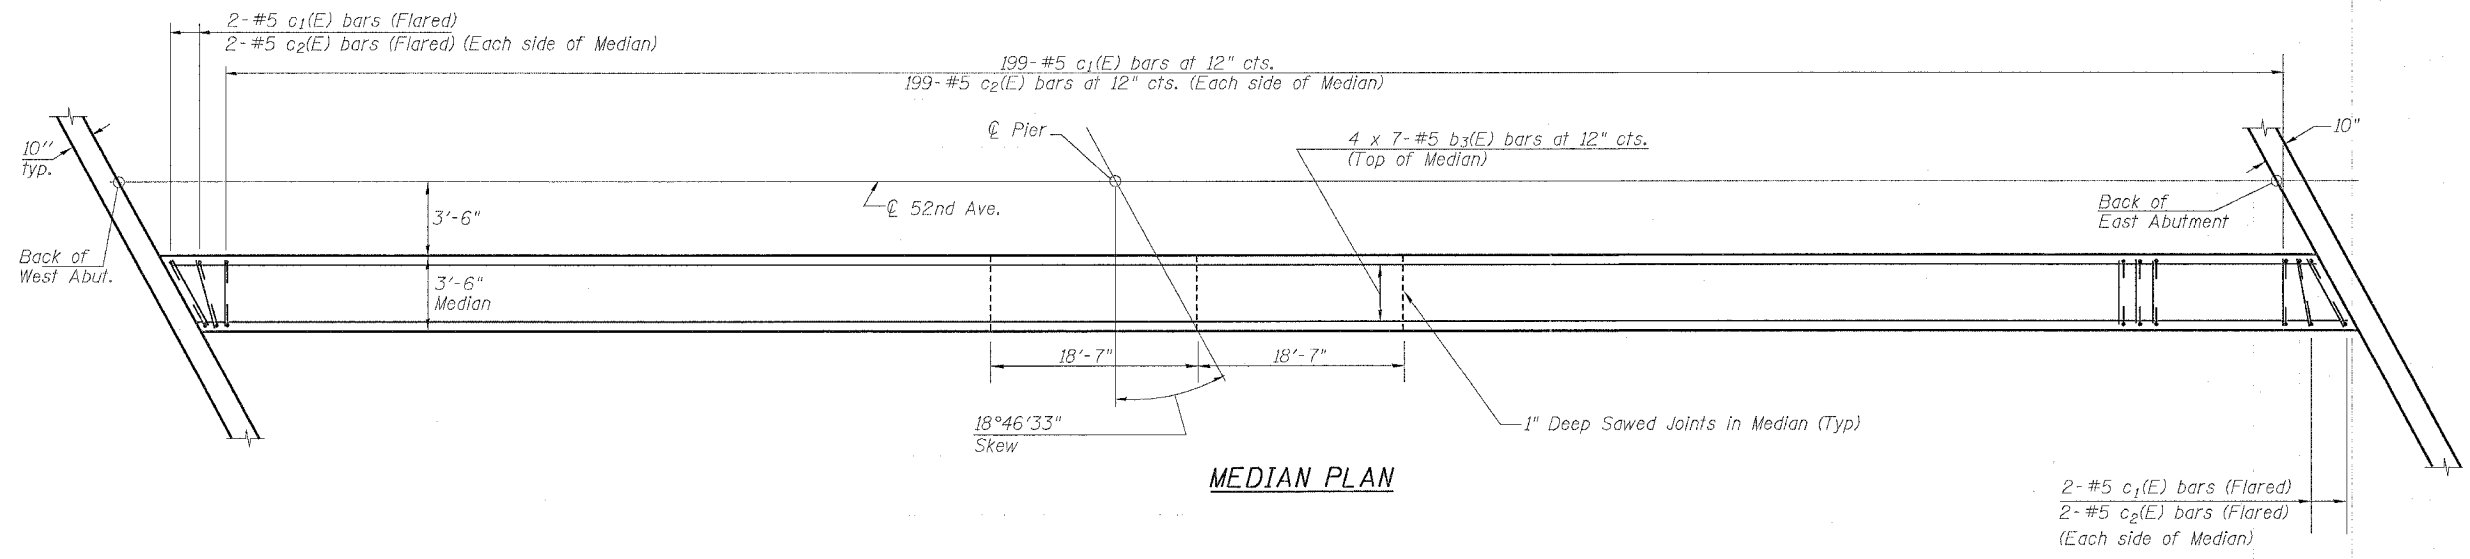 2-#5 c1(E) bars (Flared)
2-#5 c2(E) bars (Flared) (Each side of Median)
199-#5 c1(E) bars at 12" cts.
199-#5 c2(E) bars at 12" cts. (Each side of Median)
℄ Pier
4 x 7-#5 b3(E) bars at 12" cts.
(Top of Median)
10"
10"
typ.
℄ 52nd Ave.
3'-6"
Back of
East Abutment
Back of
West Abut.
3'-6"
Median
18'-7"
18'-7"
18°46'33"
Skew
1" Deep Sawed Joints in Median (Typ)
MEDIAN PLAN
2-#5 c1(E) bars (Flared)
2-#5 c2(E) bars (Flared)
(Each side of Median)